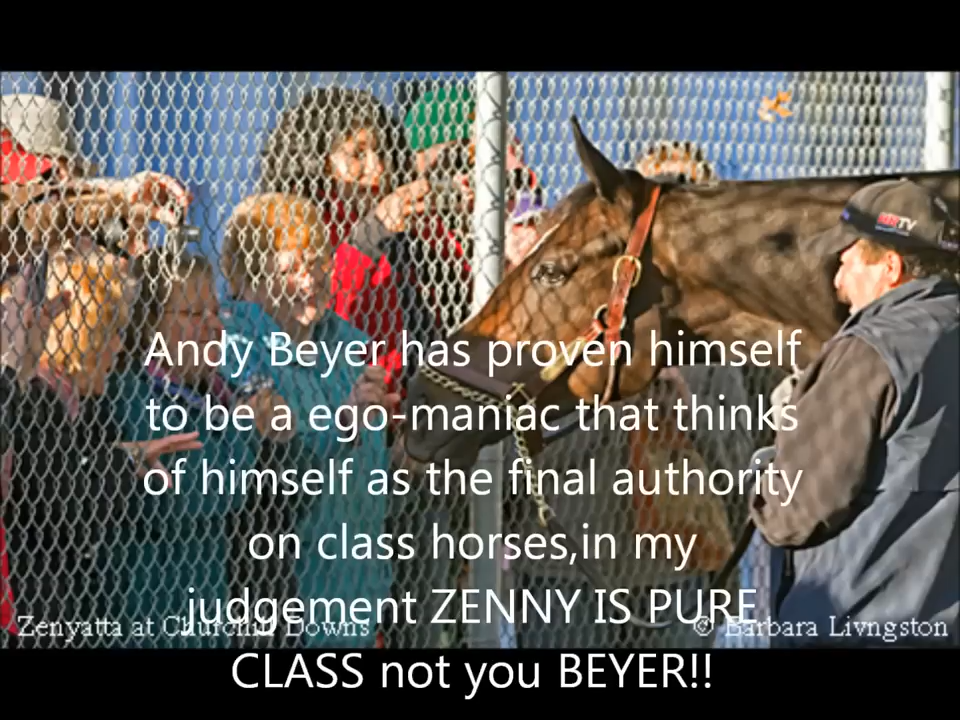 HRTV
Andy Beyer has proven himself
to be a ego-maniac that thinks
of himself as the final authority
on class horses,in my
judgement ZENNY IS PURE
Zenyatta at Churchill Downs
© Barbara Livngston
CLASS not you BEYER!!